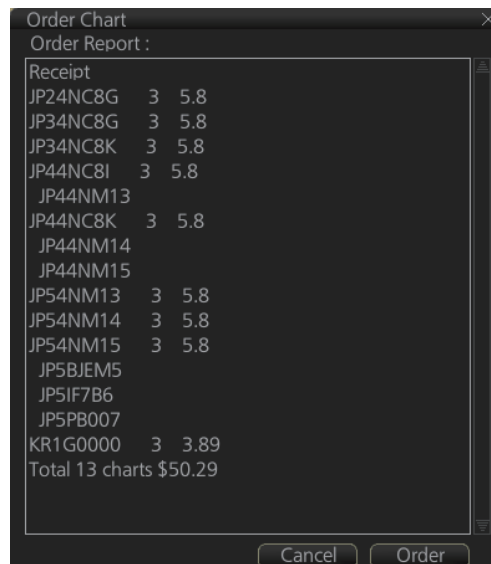 Order Chart
Order Report :
Receipt
JP24NC8G 3 5.8
JP34NC8G 3 5.8
JP34NC8K 3 5.8
JP44NC8I 3 5.8
JP44NM13
JP44NC8K 3 5.8
JP44NM14
JP44NM15
JP54NM13 3 5.8
JP54NM14 3 5.8
JP54NM15 3 5.8
JP5BJEM5
JP5IF7B6
JP5PB007
KR1G0000 3 3.89
Total 13 charts $50.29
Cancel Order